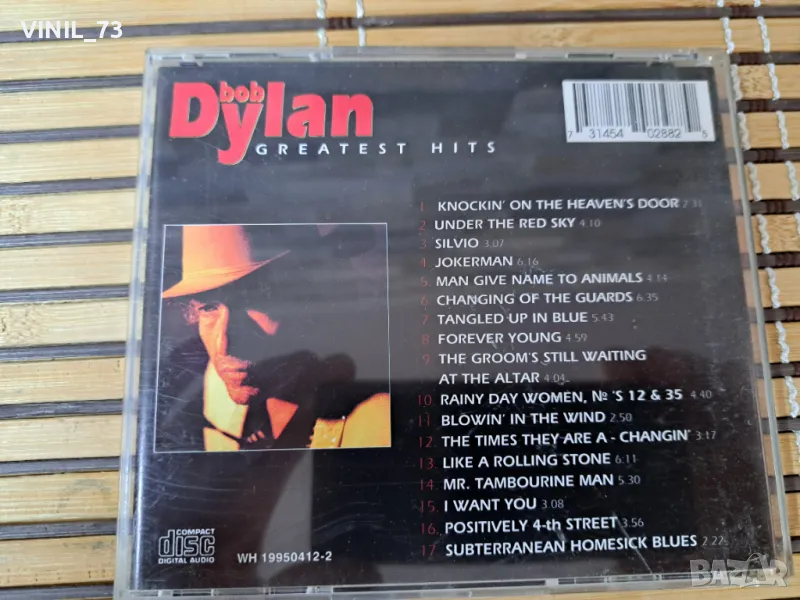 VINIL_73
bob
Dylan
GREATEST HITS
7 31454 02882 5
1. KNOCKIN' ON THE HEAVEN'S DOOR 2.31
2. UNDER THE RED SKY 4.10
3. SILVIO 3.07
4. JOKERMAN 6.16
5. MAN GIVE NAME TO ANIMALS 4.14
6. CHANGING OF THE GUARDS 6.35
7. TANGLED UP IN BLUE 5.43
8. FOREVER YOUNG 4.59
9. THE GROOM'S STILL WAITING
AT THE ALTAR 4.04
10. RAINY DAY WOMEN, № 'S 12 & 35 4.40
11. BLOWIN' IN THE WIND 2.50
12. THE TIMES THEY ARE A - CHANGIN' 3.17
13. LIKE A ROLLING STONE 6.11
14. MR. TAMBOURINE MAN 5.30
15. I WANT YOU 3.08
16. POSITIVELY 4-th STREET 3.56
17. SUBTERRANEAN HOMESICK BLUES 2.22
COMPACT
disc
DIGITAL AUDIO
WH 19950412-2
BAZAR